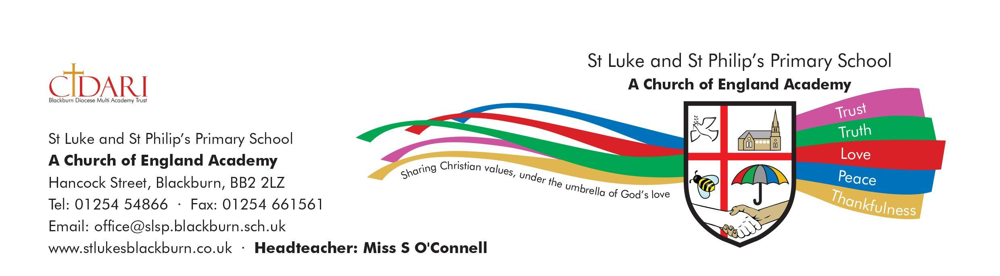 CIDARI
Blackburn Diocese Multi Academy Trust
St Luke and St Philip’s Primary School
A Church of England Academy
Hancock Street, Blackburn, BB2 2LZ
Tel: 01254 54866 · Fax: 01254 661561
Email: office@slsp.blackburn.sch.uk
www.stlukesblackburn.co.uk · Headteacher: Miss S O'Connell
St Luke and St Philip’s Primary School
A Church of England Academy
Sharing Christian values, under the umbrella of God’s love
Trust
Truth
Love
Peace
Thankfulness